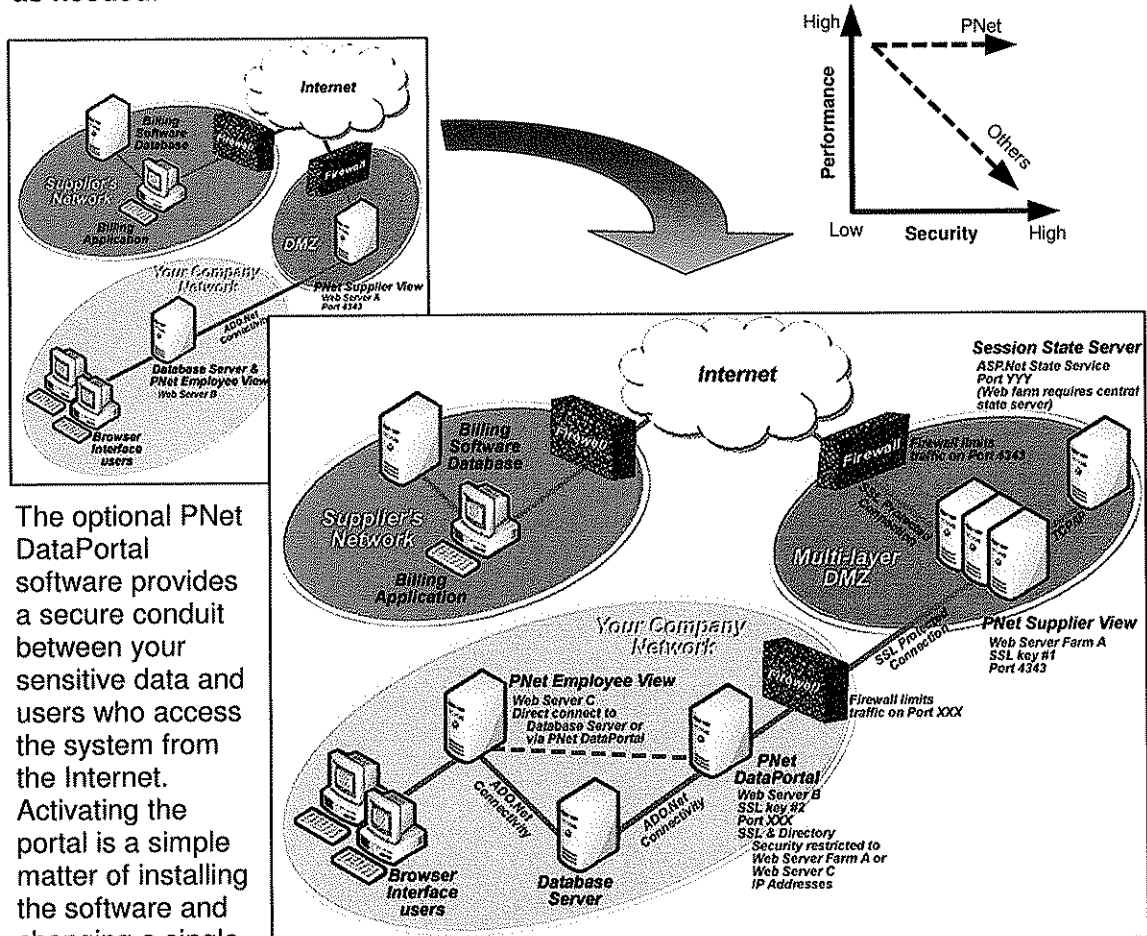 as needed.
High
PNet
Others
Performance
Low
Security
High
Internet
Billing
Software
Database
Firewall
Supplier's
Network
Billing
Application
Firewall
DMZ
PNet Supplier View
Web Server A
Port 4343
Your Company
Network
ADO.Net
Connectivity
Database Server &
PNet Employee View
Web Server B
Browser
Interface
users
The optional PNet
DataPortal
software provides
a secure conduit
between your
sensitive data and
users who access
the system from
the Internet.
Activating the
portal is a simple
matter of installing
the software and
changing a single
Internet
Session State Server
ASP.Net State Service
Port YYY
(Web farm requires central
state server)
Billing
Software
Database
Firewall
Supplier's
Network
Billing
Application
Firewall
Firewall limits
traffic on Port 4343
SSL Protected
Connection
TCP/IP
Multi-layer
DMZ
PNet Supplier View
Web Server Farm A
SSL key #1
Port 4343
SSL Protected
Connection
Your Company
Network
Firewall
Firewall limits
traffic on Port XXX
PNet Employee View
Web Server C
Direct connect to
Database Server or
via PNet DataPortal
ADO.Net
Connectivity
ADO.Net
Connectivity
PNet
DataPortal
Web Server B
SSL key #2
Port XXX
SSL & Directory
Security restricted to
Web Server Farm A or
Web Server C
IP Addresses
Browser
Interface
users
Database
Server